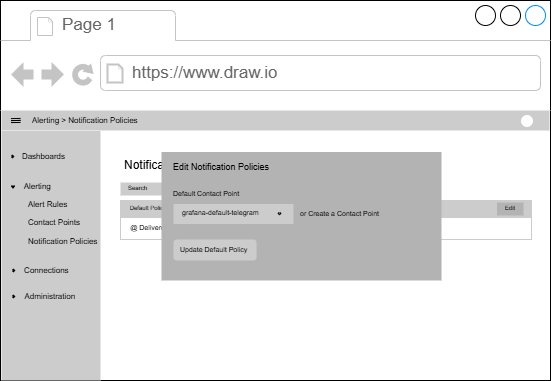 Page 1
https://www.draw.io
Alerting > Notification Policies
Dashboards
Alerting
Alert Rules
Contact Points
Notification Policies
Connections
Administration
Notifica
Search
Default Polic
Edit
@ Deliver
Edit Notification Policies
Default Contact Point
grafana-default-telegram
or Create a Contact Point
Update Default Policy